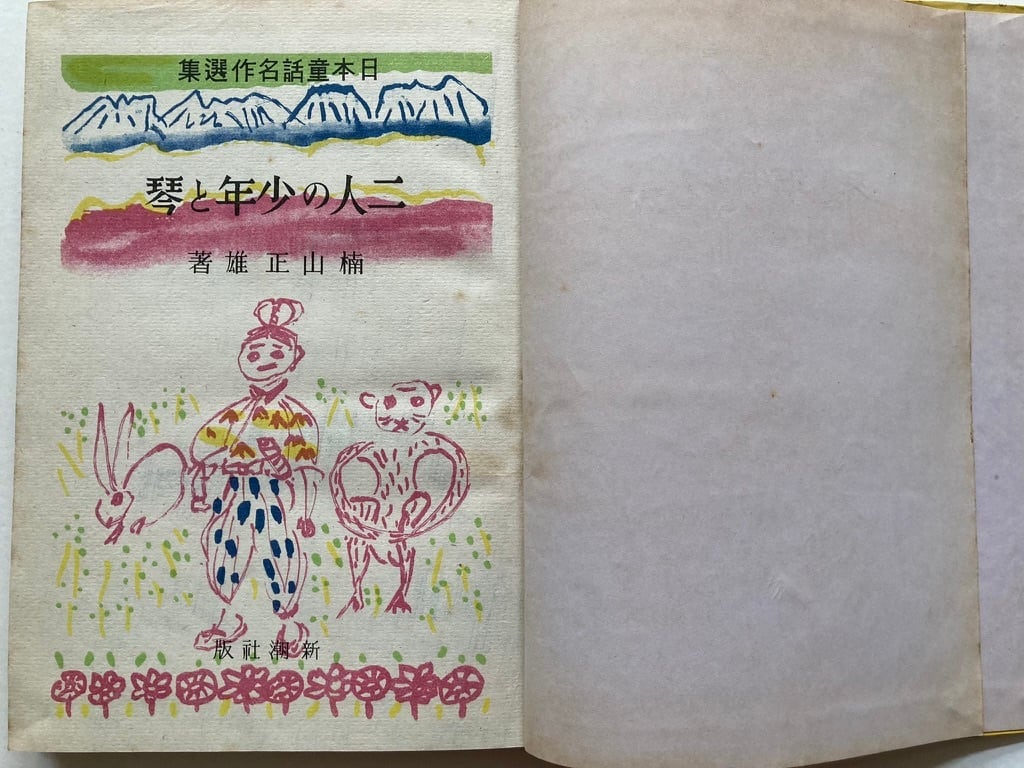 日本童話名作選集
二人の少年と琴
楠山正雄著
新潮社版